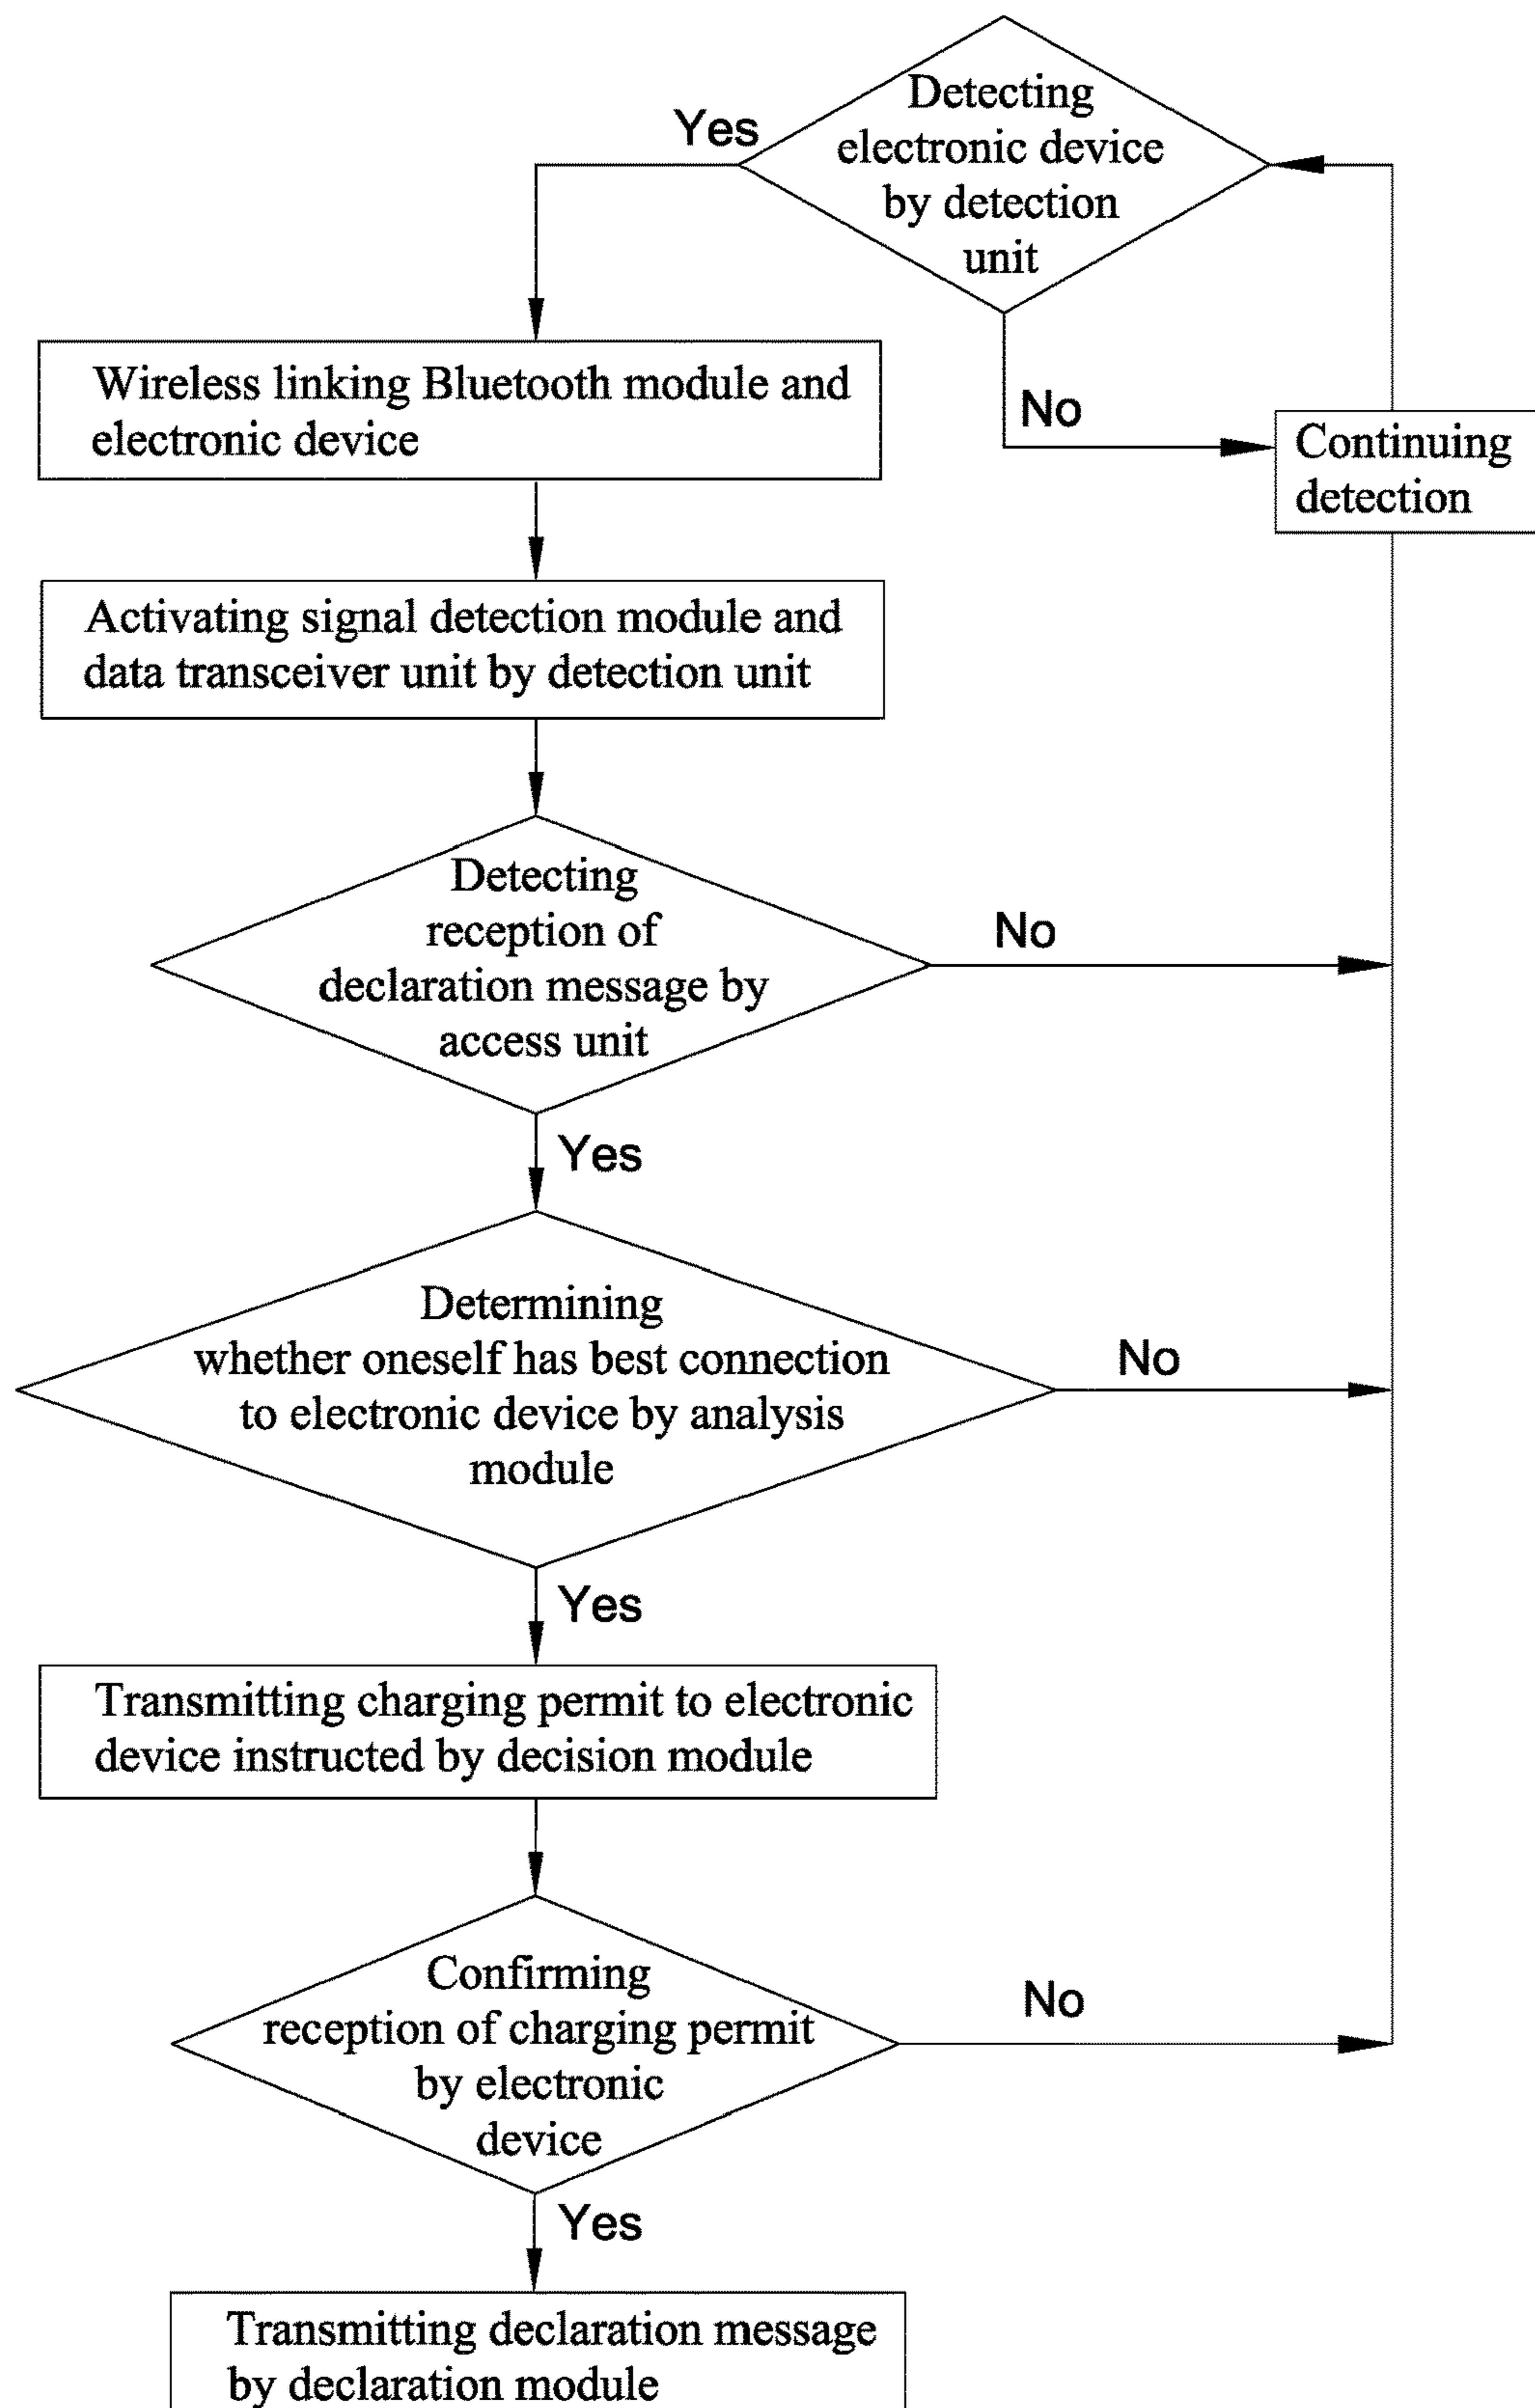 Detecting
electronic device
by detection
unit
Yes
No
Continuing
detection
Wireless linking Bluetooth module and
electronic device
Activating signal detection module and
data transceiver unit by detection unit
Detecting
reception of
declaration message by
access unit
No
Yes
Determining
whether oneself has best connection
to electronic device by analysis
module
No
Yes
Transmitting charging permit to electronic
device instructed by decision module
Confirming
reception of charging permit
by electronic
device
No
Yes
Transmitting declaration message
by declaration module